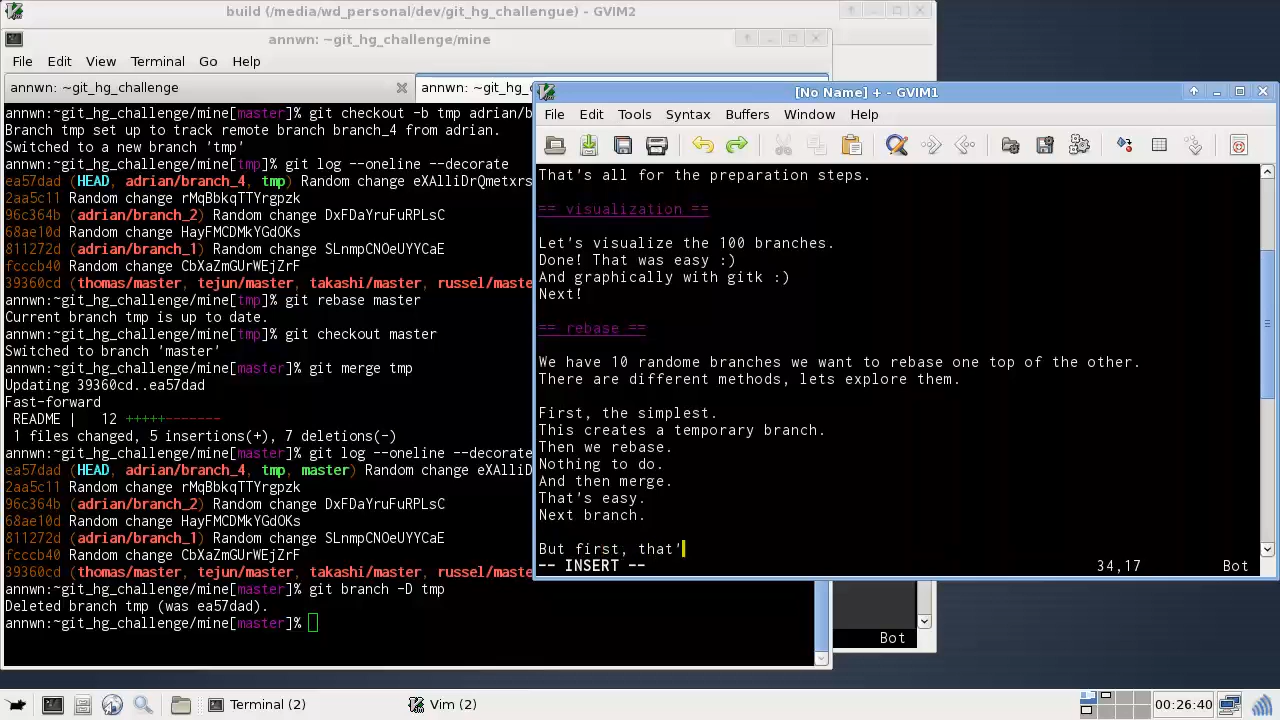 build (/media/wd_personal/dev/git_hg_challengue) - GVIM2
annwn: ~git_hg_challenge/mine
File Edit View Terminal Go Help
annwn: ~git_hg_challenge
annwn: ~git_hg_c
annwn:~git_hg_challenge/mine[master]% git checkout -b tmp adrian/b
Branch tmp set up to track remote branch branch_4 from adrian.
Switched to a new branch 'tmp'
annwn:~git_hg_challenge/mine[tmp]% git log --oneline --decorate
ea57dad (HEAD, adrian/branch_4, tmp) Random change eXAlliDrQmetxrs
2aa5c11 Random change rMqBbkqTTYrgpzk
96c364b (adrian/branch_2) Random change DxFDaYruFuRPLsC
68ae10d Random change HayFMCDMkYGdOKs
811272d (adrian/branch_1) Random change SLnmpCNOeUYYCaE
fcccb40 Random change CbXaZmGUrWEjZrF
39360cd (thomas/master, tejun/master, takashi/master, russel/maste
annwn:~git_hg_challenge/mine[tmp]% git rebase master
Current branch tmp is up to date.
annwn:~git_hg_challenge/mine[tmp]% git checkout master
Switched to branch 'master'
annwn:~git_hg_challenge/mine[master]% git merge tmp
Updating 39360cd..ea57dad
Fast-forward
README | 12 +++++-------
1 files changed, 5 insertions(+), 7 deletions(-)
annwn:~git_hg_challenge/mine[master]% git log --oneline --decorate
ea57dad (HEAD, adrian/branch_4, tmp, master) Random change eXAlliD
2aa5c11 Random change rMqBbkqTTYrgpzk
96c364b (adrian/branch_2) Random change DxFDaYruFuRPLsC
68ae10d Random change HayFMCDMkYGdOKs
811272d (adrian/branch_1) Random change SLnmpCNOeUYYCaE
fcccb40 Random change CbXaZmGUrWEjZrF
39360cd (thomas/master, tejun/master, takashi/master, russel/maste
annwn:~git_hg_challenge/mine[master]% git branch -D tmp
Deleted branch tmp (was ea57dad).
annwn:~git_hg_challenge/mine[master]%
[No Name] + - GVIM1
File Edit Tools Syntax Buffers Window Help
That's all for the preparation steps.
== visualization ==
Let's visualize the 100 branches.
Done! That was easy :)
And graphically with gitk :)
Next!
== rebase ==
We have 10 randome branches we want to rebase one top of the other.
There are different methods, lets explore them.
First, the simplest.
This creates a temporary branch.
Then we rebase.
Nothing to do.
And then merge.
That's easy.
Next branch.
But first, that'
-- INSERT -- 34,17 Bot
Bot
Terminal (2) Vim (2) 00:26:40